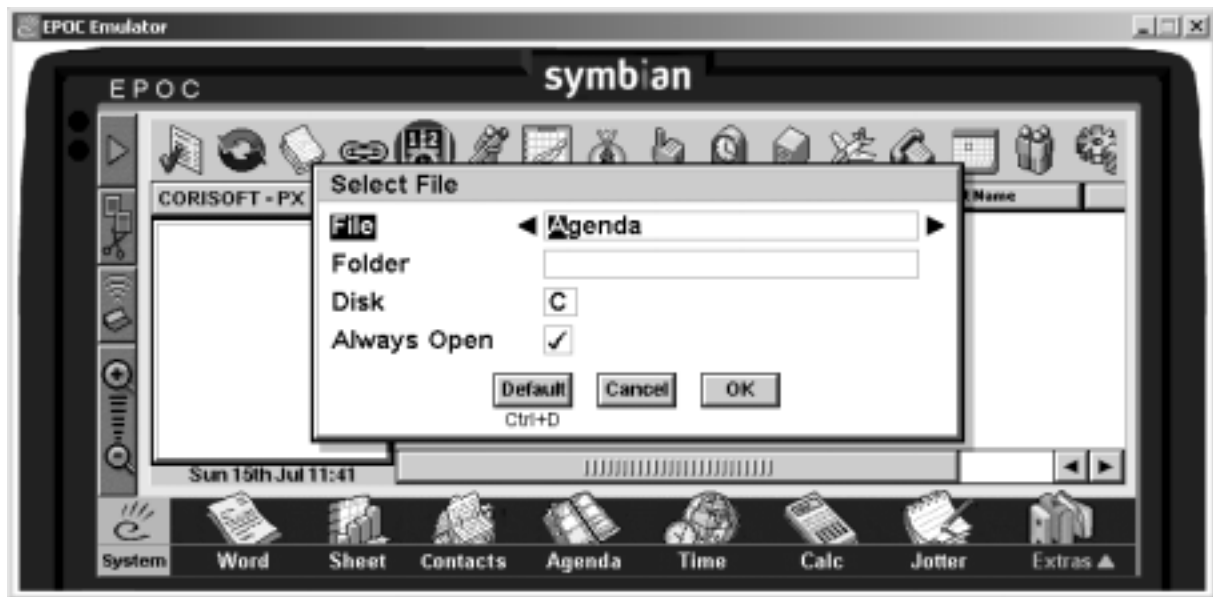 EPOC Emulator
symbian
EPOC
CORISOFT - PX
Name
Select File
File Agenda
Folder
Disk C
Always Open
Default Cancel OK
Ctrl+D
Sun 15th Jul 11:41
System Word Sheet Contacts Agenda Time Calc Jotter Extras